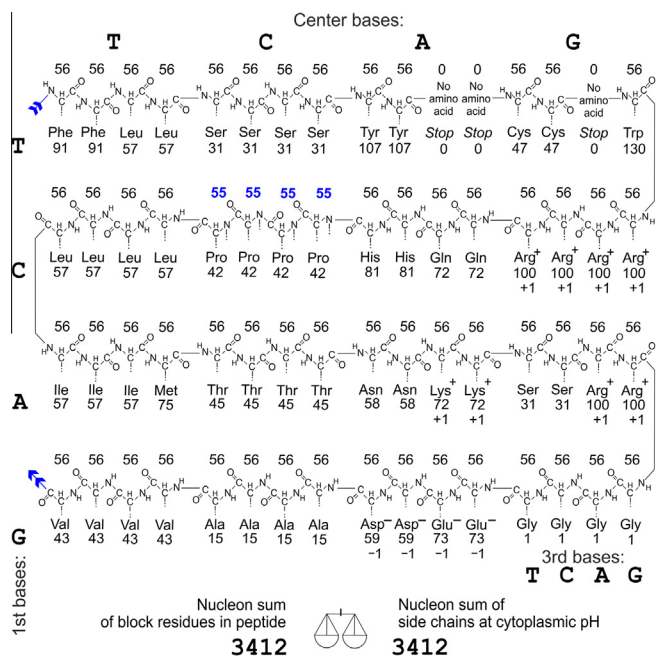 Center bases:
T C A G
56 56 56 56 56 56 56 56 56 56 0 0 56 56 0 56
No amino acid No amino acid No amino acid
Phe Phe Leu Leu Ser Ser Ser Ser Tyr Tyr Stop Stop Cys Cys Stop Trp
T 91 91 57 57 31 31 31 31 107 107 0 0 47 47 0 130
56 56 56 56 55 55 55 55 56 56 56 56 56 56 56 56
Leu Leu Leu Leu Pro Pro Pro Pro His His Gln Gln Arg+ Arg+ Arg+ Arg+
C 57 57 57 57 42 42 42 42 81 81 72 72 100 100 100 100
+1 +1 +1 +1
56 56 56 56 56 56 56 56 56 56 56 56 56 56 56 56
Ile Ile Ile Met Thr Thr Thr Thr Asn Asn Lys+ Lys+ Ser Ser Arg+ Arg+
A 57 57 57 75 45 45 45 45 58 58 72 72 31 31 100 100
+1 +1 +1 +1
56 56 56 56 56 56 56 56 56 56 56 56 56 56 56 56
Val Val Val Val Ala Ala Ala Ala Asp− Asp− Glu− Glu− Gly Gly Gly Gly
G 43 43 43 43 15 15 15 15 59 59 73 73 1 1 1 1
−1 −1 −1 −1
3rd bases:
T C A G
1st bases:
Nucleon sum
of block residues in peptide
3412
Nucleon sum of
side chains at cytoplasmic pH
3412